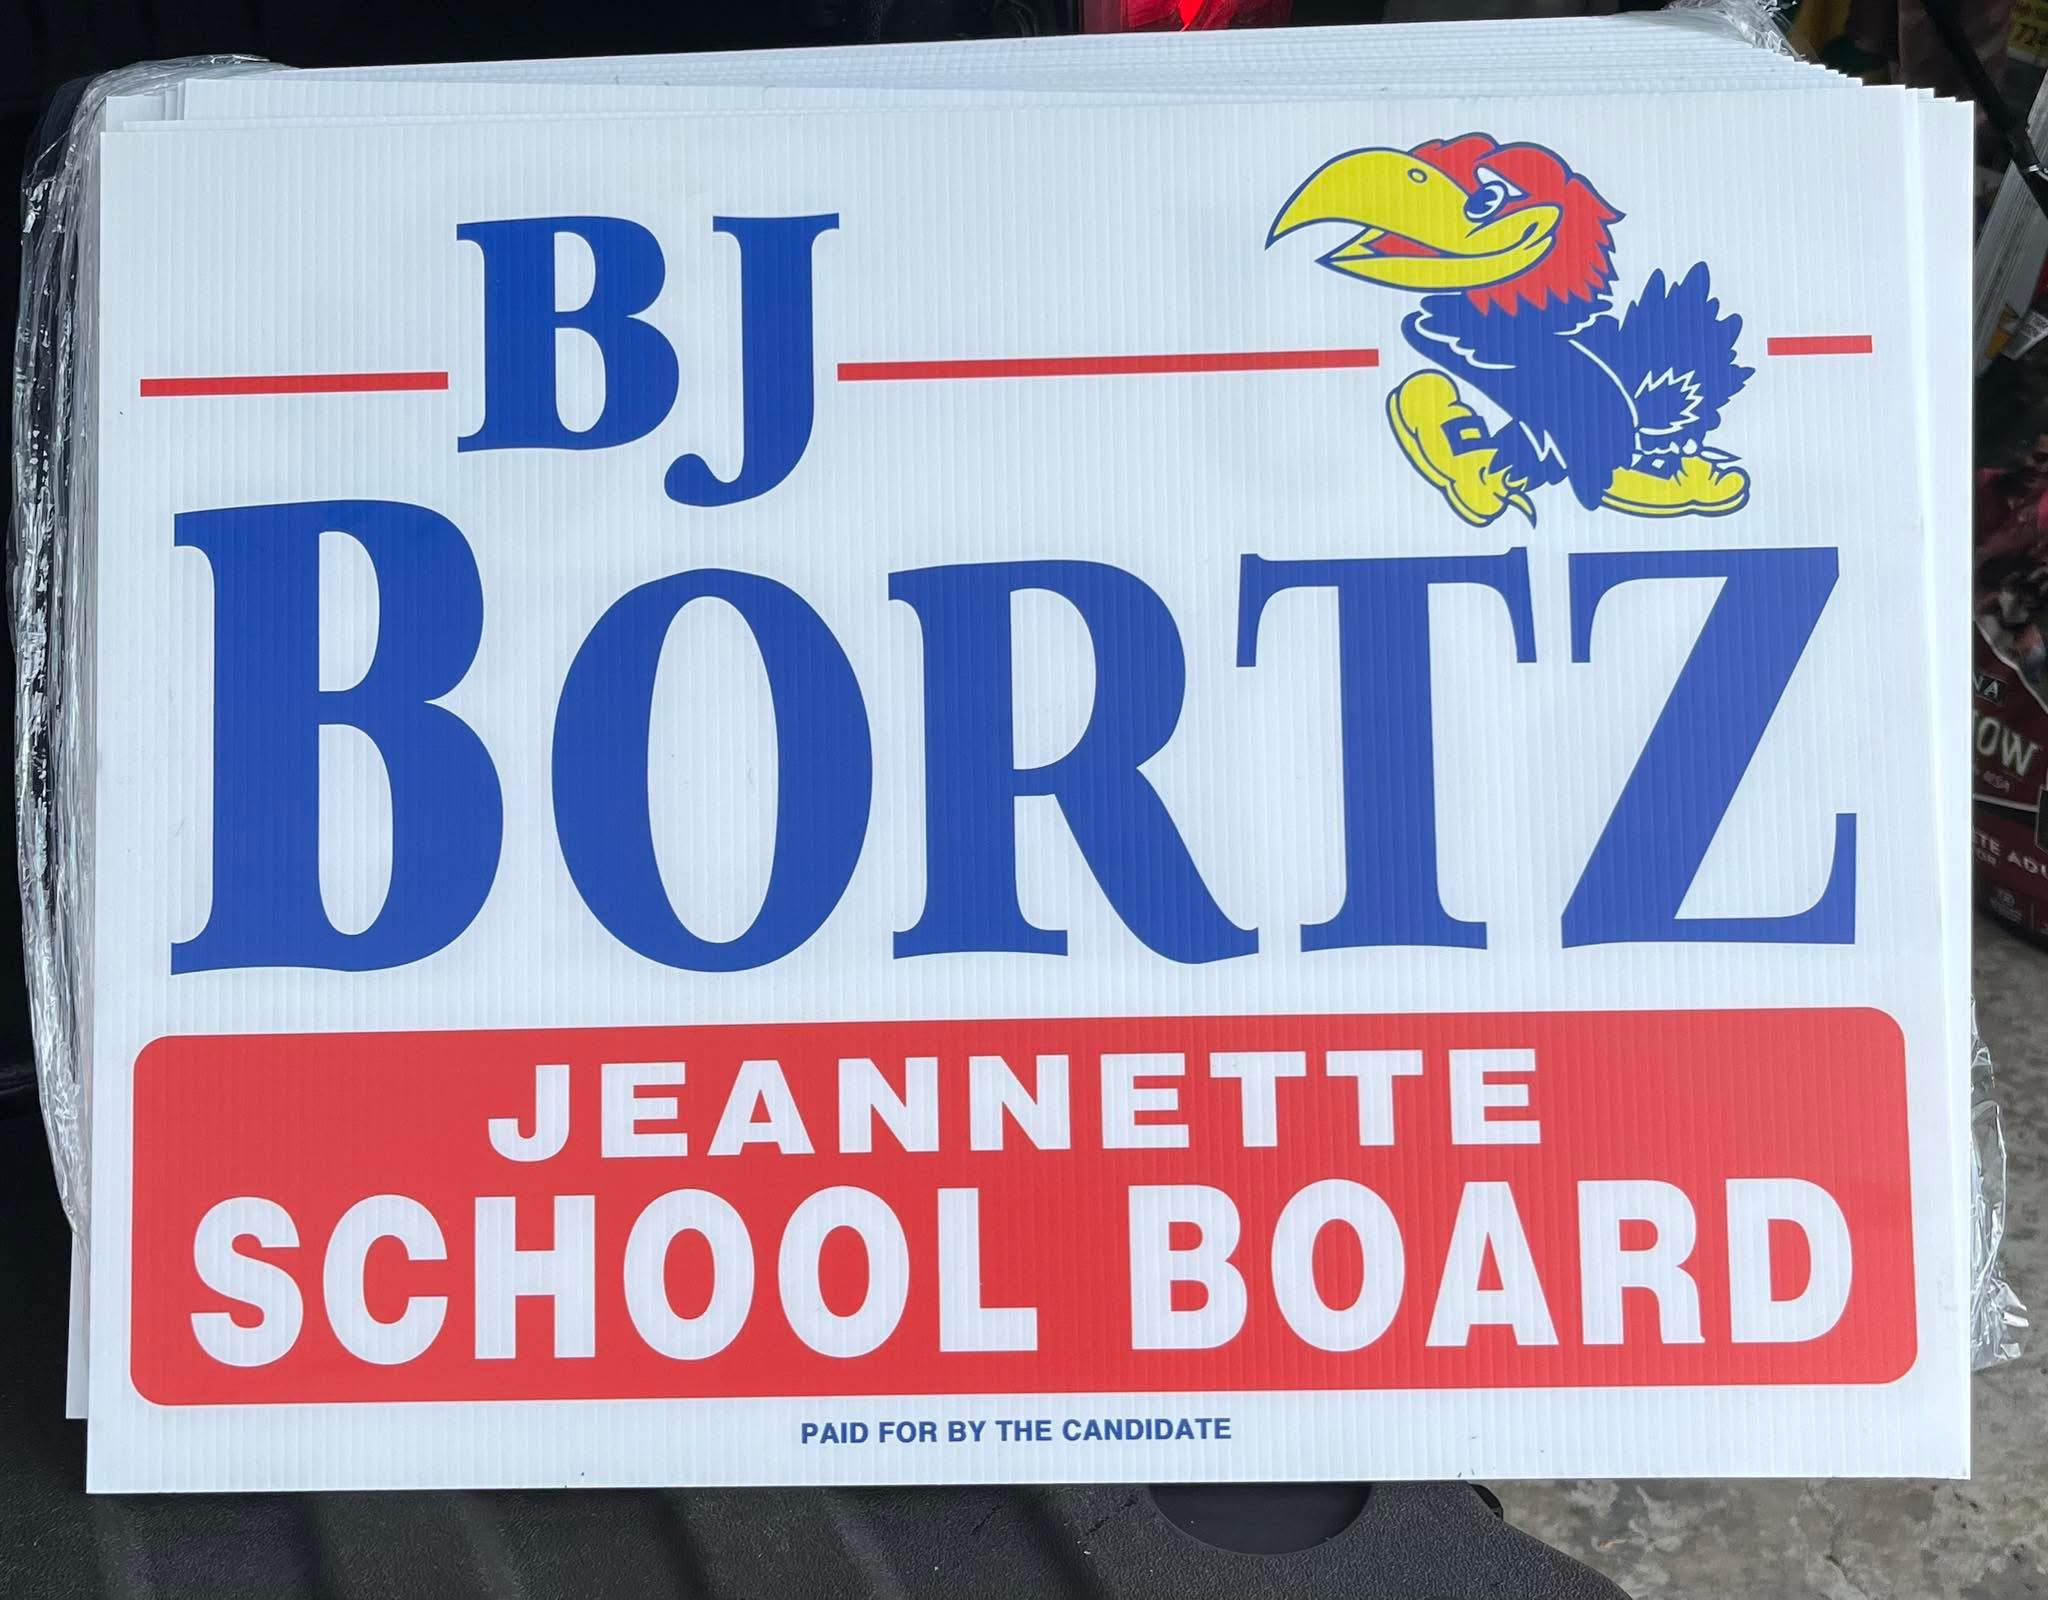 BJ
BORTZ
JEANNETTE
SCHOOL BOARD
PAID FOR BY THE CANDIDATE